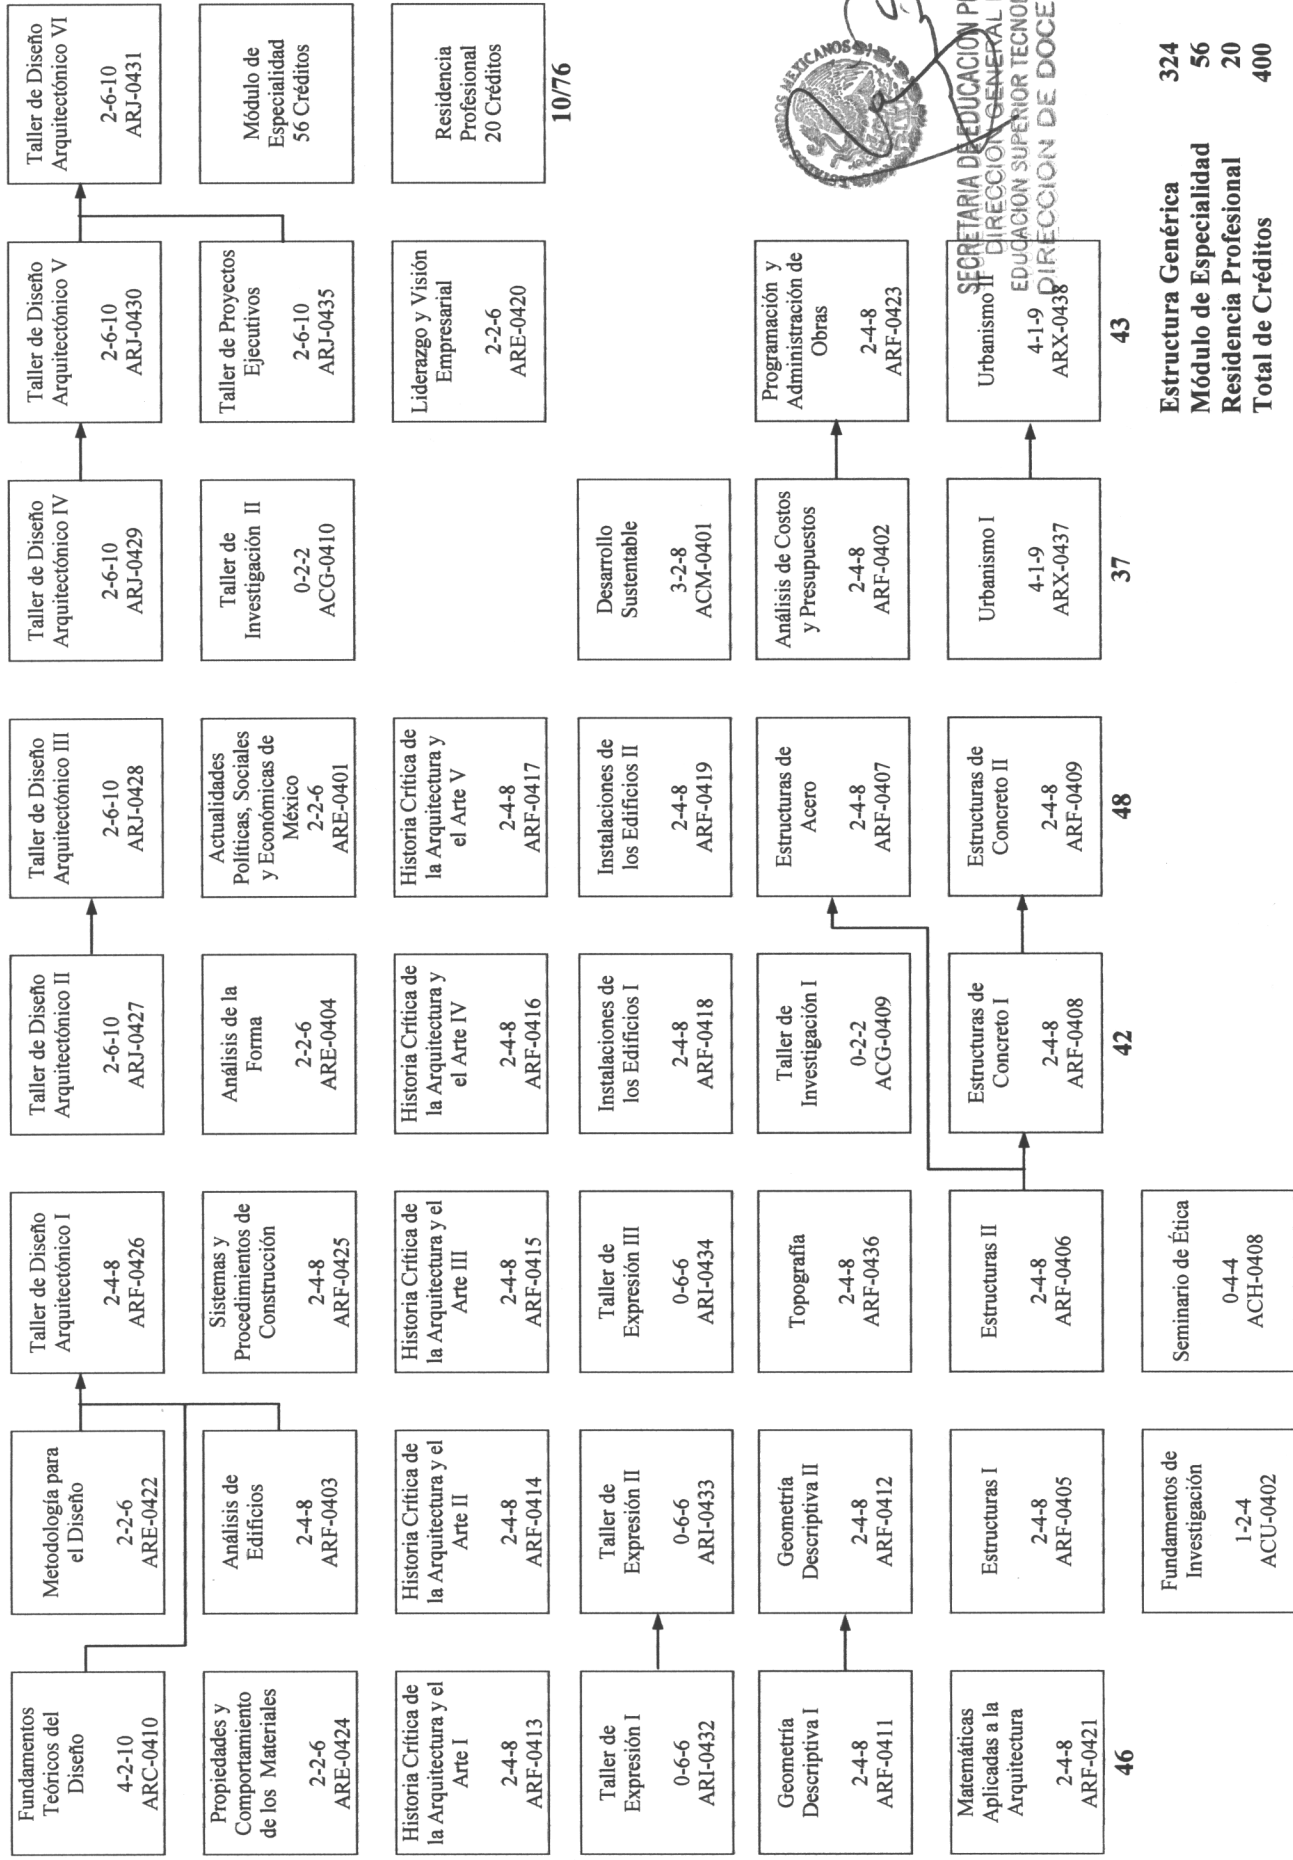 Fundamentos
Teóricos del
Diseño
4-2-10
ARC-0410
Propiedades y
Comportamiento
de los Materiales
2-2-6
ARE-0424
Historia Crítica de
la Arquitectura y el
Arte I
2-4-8
ARF-0413
Taller de
Expresión I
0-6-6
ARI-0432
Geometría
Descriptiva I
2-4-8
ARF-0411
Matemáticas
Aplicadas a la
Arquitectura
2-4-8
ARF-0421
46
Metodología para
el Diseño
2-2-6
ARE-0422
Análisis de
Edificios
2-4-8
ARF-0403
Historia Crítica de
la Arquitectura y el
Arte II
2-4-8
ARF-0414
Taller de
Expresión II
0-6-6
ARI-0433
Geometría
Descriptiva II
2-4-8
ARF-0412
Estructuras I
2-4-8
ARF-0405
Fundamentos de
Investigación
1-2-4
ACU-0402
Taller de Diseño
Arquitectónico I
2-4-8
ARF-0426
Sistemas y
Procedimientos de
Construcción
2-4-8
ARF-0425
Historia Crítica de
la Arquitectura y el
Arte III
2-4-8
ARF-0415
Taller de
Expresión III
0-6-6
ARI-0434
Topografía
2-4-8
ARF-0436
Estructuras II
2-4-8
ARF-0406
Seminario de Ética
0-4-4
ACH-0408
Taller de Diseño
Arquitectónico II
2-6-10
ARJ-0427
Análisis de la
Forma
2-2-6
ARE-0404
Historia Crítica de
la Arquitectura y
el Arte IV
2-4-8
ARF-0416
Instalaciones de
los Edificios I
2-4-8
ARF-0418
Taller de
Investigación I
0-2-2
ACG-0409
Estructuras de
Concreto I
2-4-8
ARF-0408
42
Taller de Diseño
Arquitectónico III
2-6-10
ARJ-0428
Actualidades
Políticas, Sociales
y Económicas de
México
2-2-6
ARE-0401
Historia Crítica de
la Arquitectura y
el Arte V
2-4-8
ARF-0417
Instalaciones de
los Edificios II
2-4-8
ARF-0419
Estructuras de
Acero
2-4-8
ARF-0407
Estructuras de
Concreto II
2-4-8
ARF-0409
48
Taller de Diseño
Arquitectónico IV
2-6-10
ARJ-0429
Taller de
Investigación II
0-2-2
ACG-0410
Desarrollo
Sustentable
3-2-8
ACM-0401
Análisis de Costos
y Presupuestos
2-4-8
ARF-0402
Urbanismo I
4-1-9
ARX-0437
37
Taller de Diseño
Arquitectónico V
2-6-10
ARJ-0430
Taller de Proyectos
Ejecutivos
2-6-10
ARJ-0435
Liderazgo y Visión
Empresarial
2-2-6
ARE-0420
Programación y
Administración de
Obras
2-4-8
ARF-0423
Urbanismo II
4-1-9
ARX-0438
43
Taller de Diseño
Arquitectónico VI
2-6-10
ARJ-0431
Módulo de
Especialidad
56 Créditos
Residencia
Profesional
20 Créditos
10/76
ESTADOS UNIDOS MEXICANOS
SECRETARIA DE EDUCACION
DIRECCION GENERAL
EDUCACION SUPERIOR
DIRECCION DE
Estructura Genérica 324
Módulo de Especialidad 56
Residencia Profesional 20
Total de Créditos 400